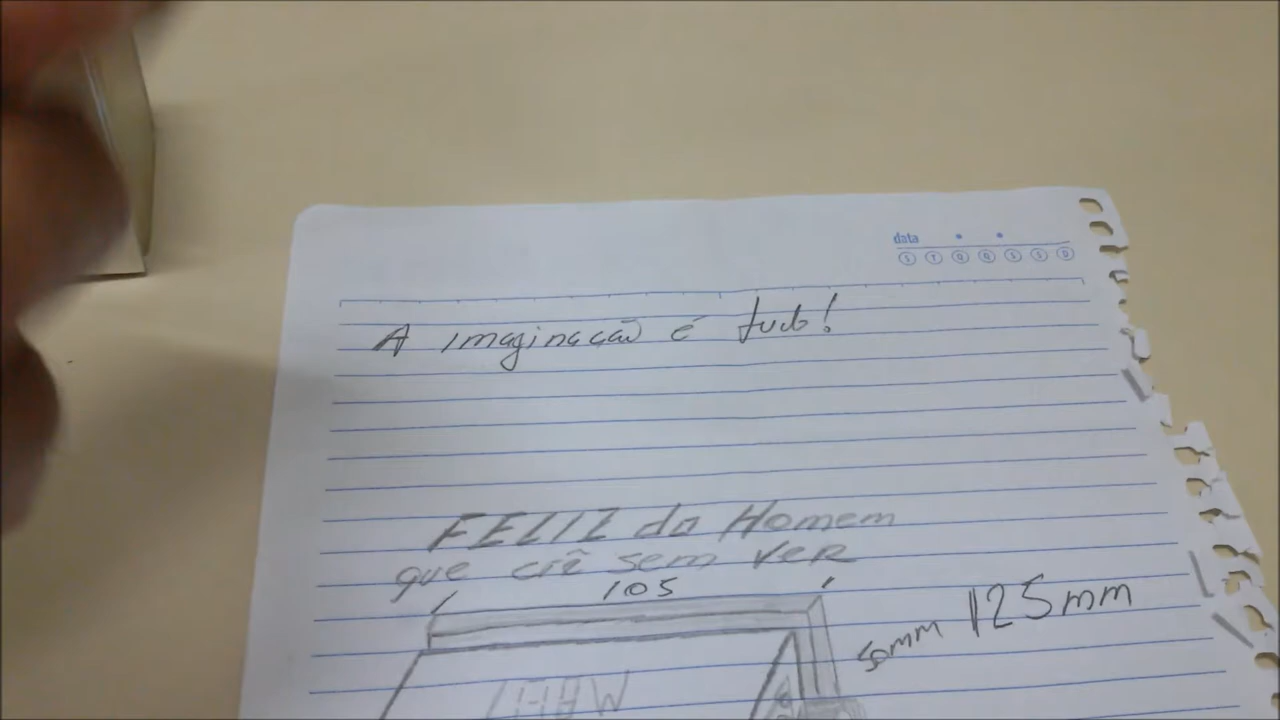 data
S T Q Q S S D
A imaginação é tudo!
FELIZ do Homem
que crê sem ver
105
50mm 125mm